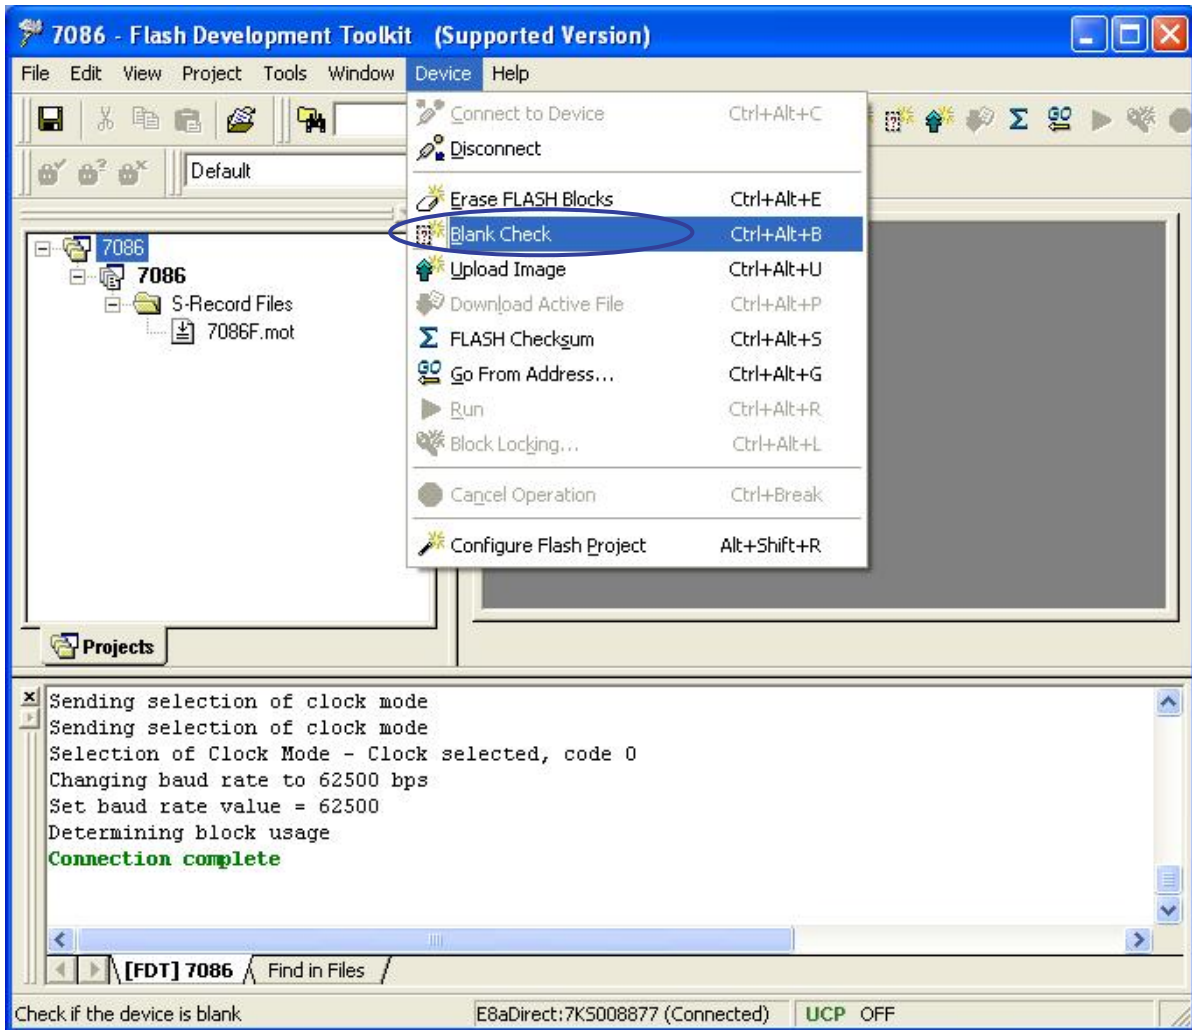 7086 - Flash Development Toolkit (Supported Version)
File Edit View Project Tools Window Device Help
Default
Connect to Device Ctrl+Alt+C
Disconnect
Erase FLASH Blocks Ctrl+Alt+E
Blank Check Ctrl+Alt+B
Upload Image Ctrl+Alt+U
Download Active File Ctrl+Alt+P
Σ FLASH Checksum Ctrl+Alt+S
GO Go From Address... Ctrl+Alt+G
Run Ctrl+Alt+R
Block Locking... Ctrl+Alt+L
Cancel Operation Ctrl+Break
Configure Flash Project Alt+Shift+R
Σ GO
7086
7086
S-Record Files
7086F.mot
Projects
Sending selection of clock mode
Sending selection of clock mode
Selection of Clock Mode - Clock selected, code 0
Changing baud rate to 62500 bps
Set baud rate value = 62500
Determining block usage
Connection complete
[FDT] 7086 Find in Files
Check if the device is blank E8aDirect:7KS008877 (Connected) UCP OFF